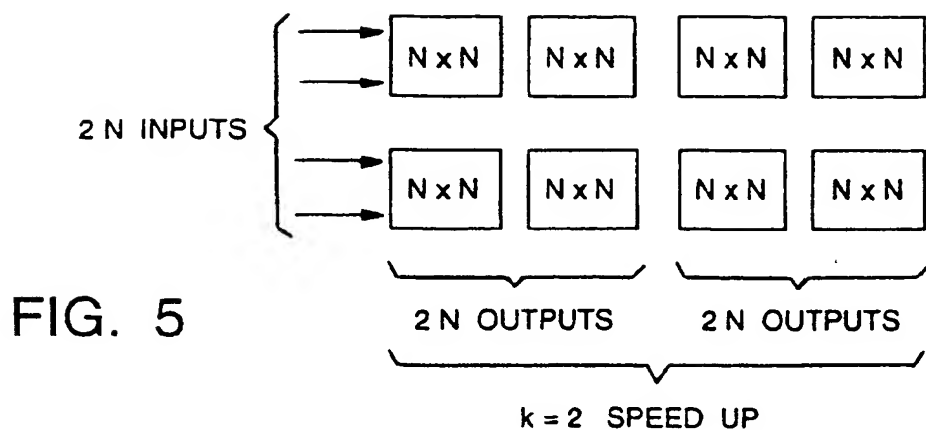 N x N N x N N x N N x N
2 N INPUTS
N x N N x N N x N N x N
FIG. 5
2 N OUTPUTS 2 N OUTPUTS
k = 2 SPEED UP